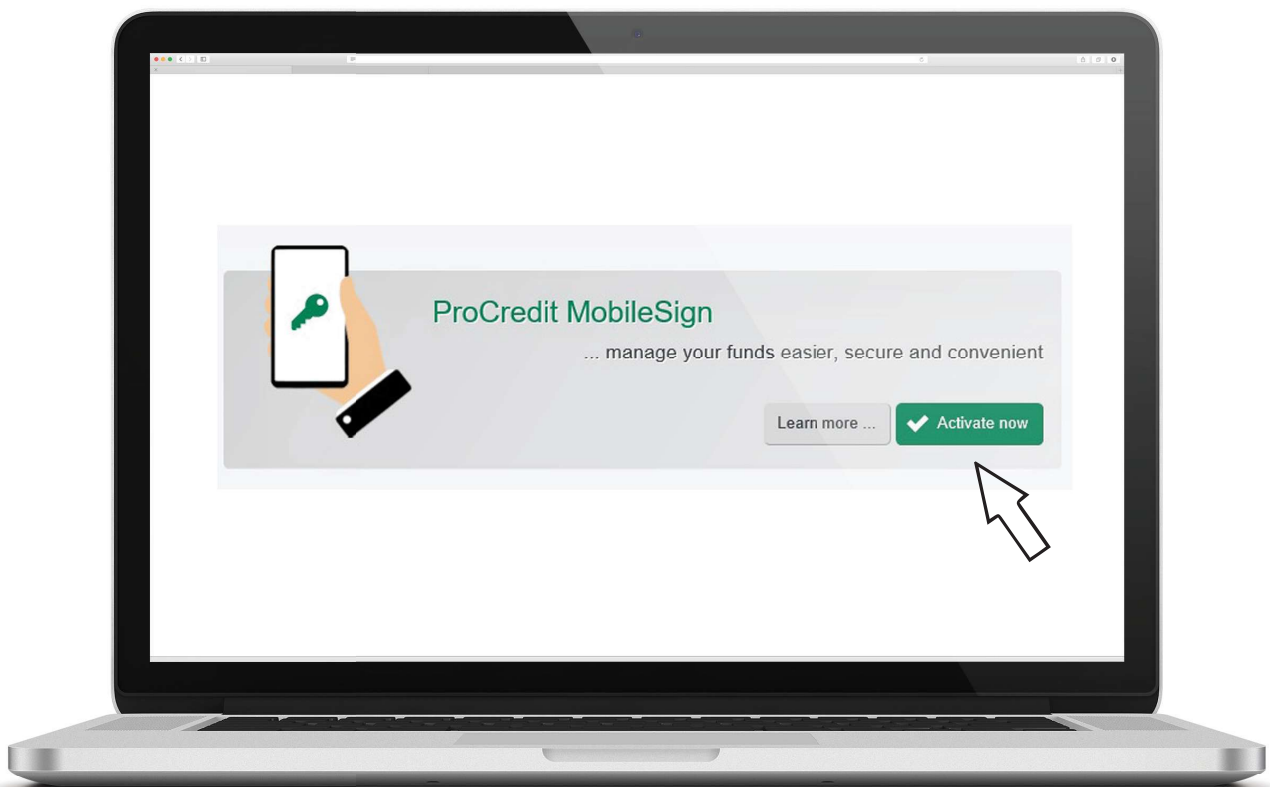 ProCredit MobileSign
... manage your funds easier, secure and convenient
Learn more ...
Activate now